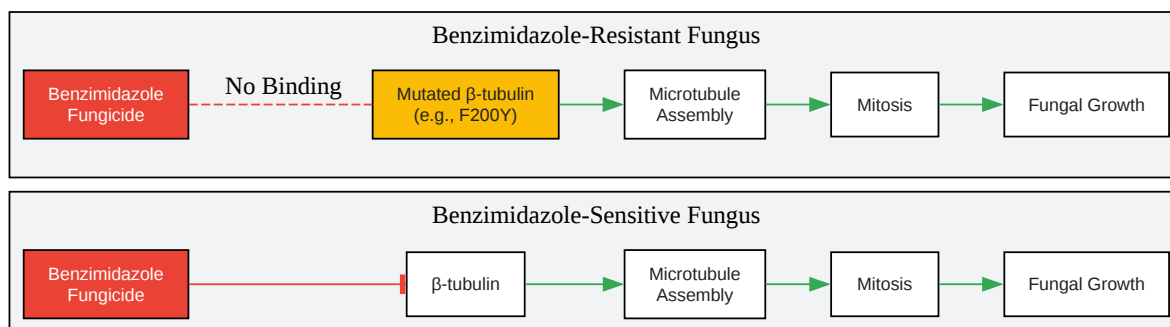 Benzimidazole-Resistant Fungus
Benzimidazole
Fungicide
No Binding
Mutated β-tubulin
(e.g., F200Y)
Microtubule
Assembly
Mitosis
Fungal Growth
Benzimidazole-Sensitive Fungus
Benzimidazole
Fungicide
β-tubulin
Microtubule
Assembly
Mitosis
Fungal Growth